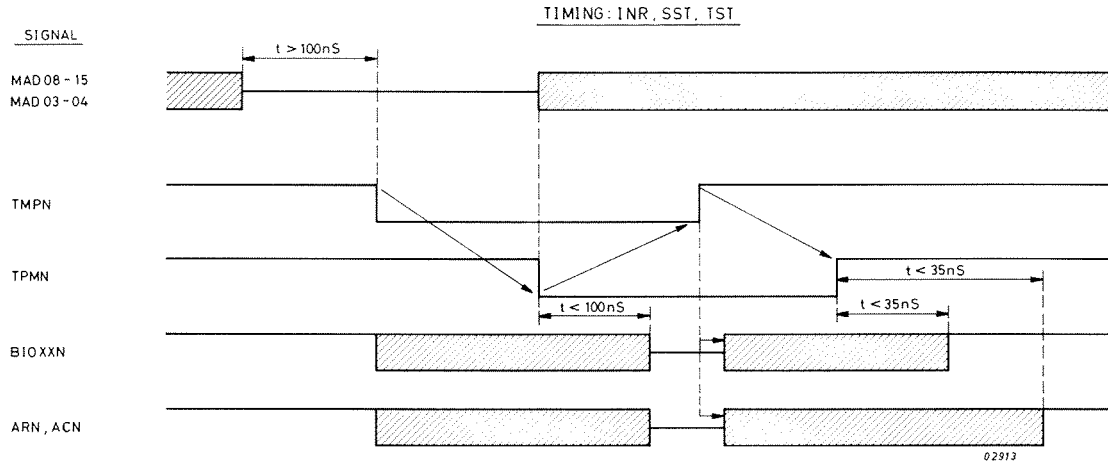 TIMING: INR, SST, TST
SIGNAL
t > 100nS
MAD 08 - 15
MAD 03 - 04
TMPN
TPMN
t < 35nS
t < 100nS
t < 35nS
BIOXXN
ARN, ACN
02913